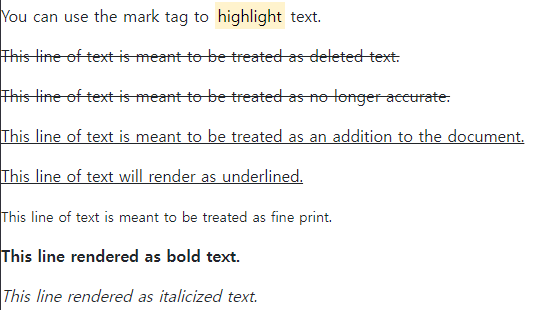 You can use the mark tag to highlight text.
This line of text is meant to be treated as deleted text.
This line of text is meant to be treated as no longer accurate.
This line of text is meant to be treated as an addition to the document.
This line of text will render as underlined.
This line of text is meant to be treated as fine print.
This line rendered as bold text.
This line rendered as italicized text.